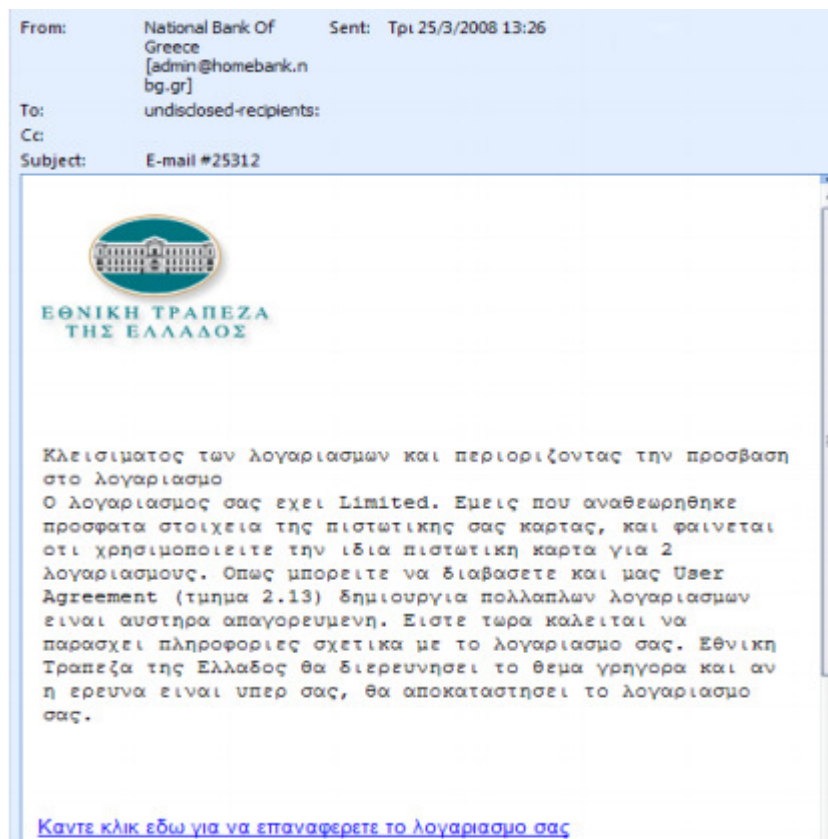 From: National Bank Of Sent: Τρι 25/3/2008 13:26
Greece
[admin@homebank.n
bg.gr]
To: undisclosed-recipients:
Cc:
Subject: E-mail #25312
ΕΘΝΙΚΗ ΤΡΑΠΕΖΑ
ΤΗΣ ΕΛΛΑΔΟΣ
Κλεισιματος των λογαριασμων και περιοριζοντας την προσβαση
στο λογαριασμο
Ο λογαριασμος σας εχει Limited. Εμεις που αναθεωρηθηκε
προσφατα στοιχεια της πιστωτικης σας καρτας, και φαινεται
οτι χρησιμοποιειτε την ιδια πιστωτικη καρτα για 2
λογαριασμους. Οπως μπορειτε να διαβασετε και μας User
Agreement (τμημα 2.13) δημιουργια πολλαπλων λογαριασμων
ειναι αυστηρα απαγορευμενη. Ειστε τωρα καλειται να
παρασχει πληροφοριες σχετικα με το λογαριασμο σας. Εθνικη
Τραπεζα της Ελλαδος θα διερευνησει το θεμα γρηγορα και αν
η ερευνα ειναι υπερ σας, θα αποκαταστησει το λογαριασμο
σας.
Καντε κλικ εδω για να επαναφερετε το λογαριασμο σας